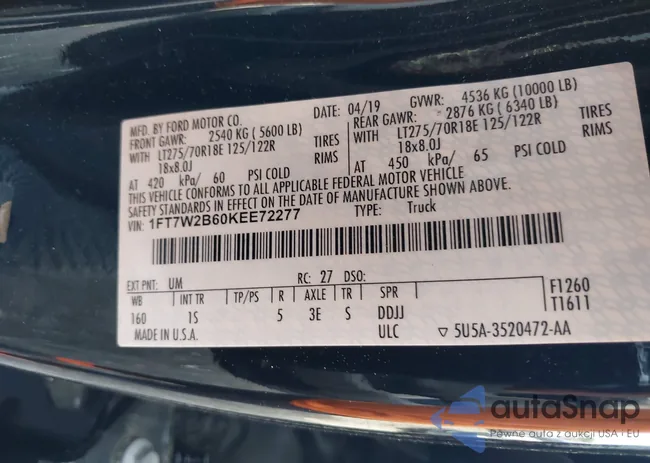 MFD. BY FORD MOTOR CO. DATE: 04/19 GVWR: 4536 KG (10000 LB)
FRONT GAWR: 2540 KG (5600 LB) REAR GAWR: 2876 KG (6340 LB)
WITH LT275/70R18E 125/122R TIRES WITH LT275/70R18E 125/122R TIRES
18x8.0J RIMS 18x8.0J RIMS
AT 420 kPa/ 60 PSI COLD AT 450 kPa/ 65 PSI COLD
THIS VEHICLE CONFORMS TO ALL APPLICABLE FEDERAL MOTOR VEHICLE
SAFETY STANDARDS IN EFFECT ON THE DATE OF MANUFACTURE SHOWN ABOVE.
VIN: 1FT7W2B60KEE72277 TYPE: Truck
EXT PNT: UM RC: 27 DSO: F1260
WB INT TR TP/PS R AXLE TR SPR T1611
160 1S 5 3E S DDJJ
MADE IN U.S.A. ULC ▽ 5U5A-3520472-AA
autaSnap
Pewne auta z aukcji USA i EU